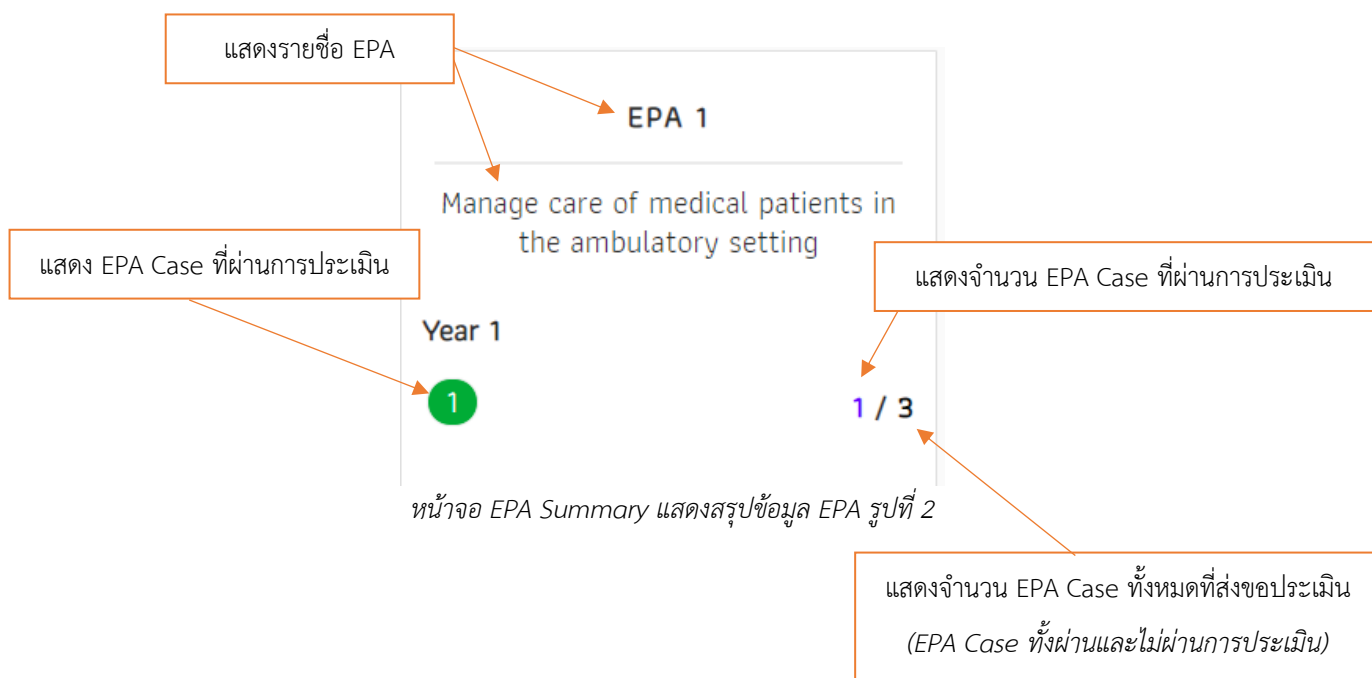 แสดงรายชื่อ EPA
EPA 1
Manage care of medical patients in
the ambulatory setting
แสดง EPA Case ที่ผ่านการประเมิน
แสดงจำนวน EPA Case ที่ผ่านการประเมิน
Year 1
1
1 / 3
หน้าจอ EPA Summary แสดงสรุปข้อมูล EPA รูปที่ 2
แสดงจำนวน EPA Case ทั้งหมดที่ส่งขอประเมิน
(EPA Case ทั้งผ่านและไม่ผ่านการประเมิน)